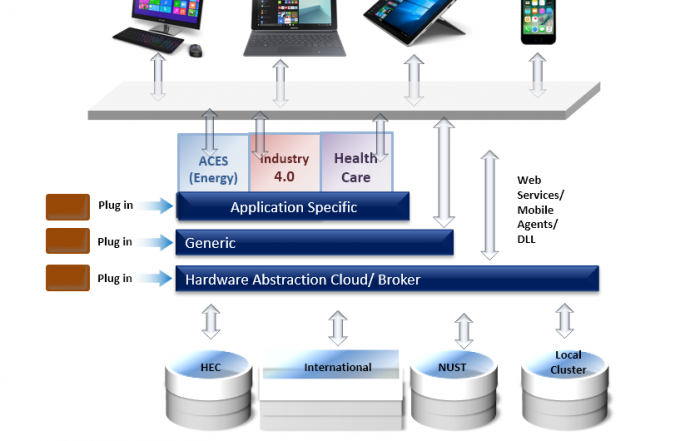 ACES
(Energy)
Industry
4.0
Health
Care
Web
Services/
Mobile
Agents/
DLL
Plug in
Application Specific
Plug in
Generic
Plug in
Hardware Abstraction Cloud/ Broker
HEC
International
NUST
Local
Cluster